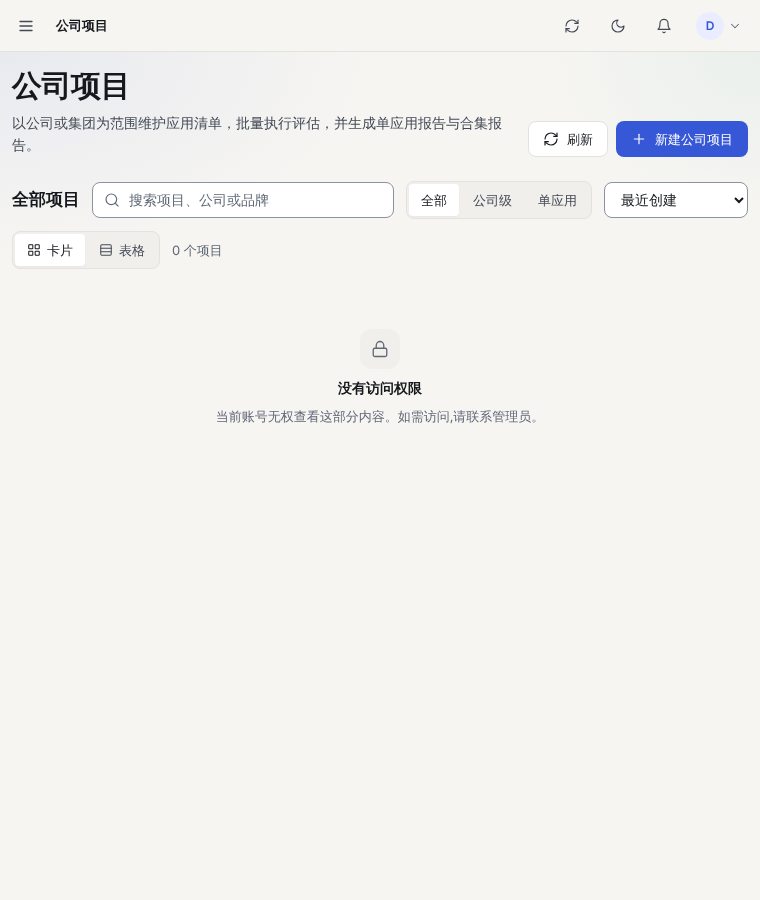 公司项目
D
公司项目
以公司或集团为范围维护应用清单，批量执行评估，并生成单应用报告与合集报
告。
刷新
新建公司项目
全部项目
搜索项目、公司或品牌
全部
公司级
单应用
最近创建
卡片
表格
0 个项目
没有访问权限
当前账号无权查看这部分内容。如需访问,请联系管理员。